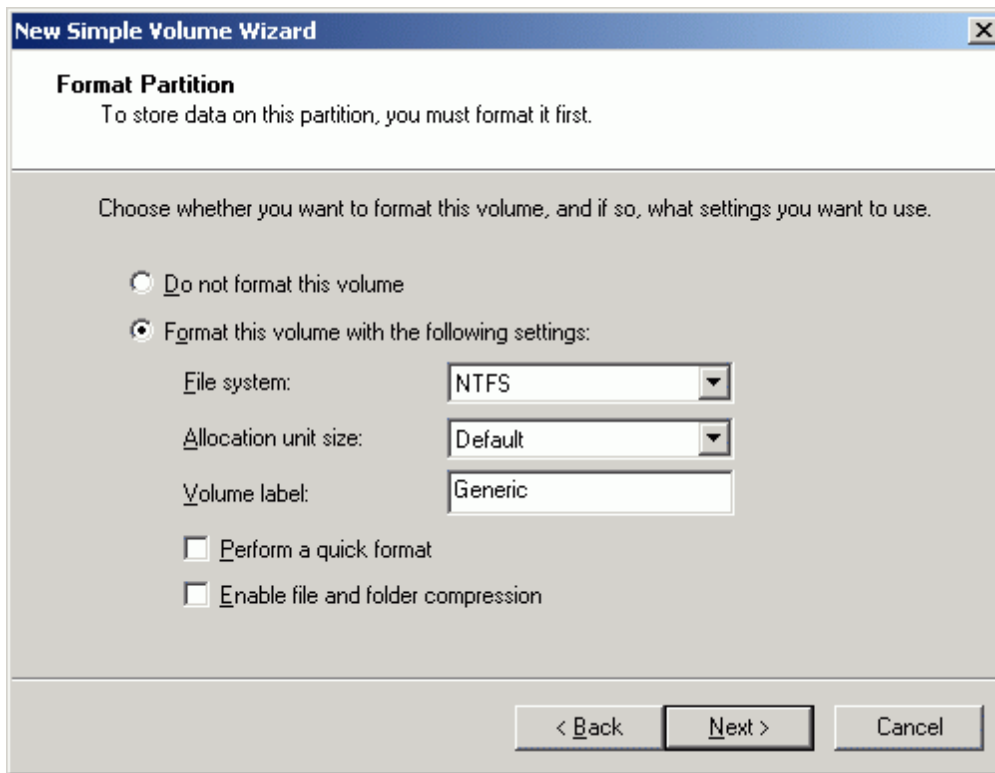 New Simple Volume Wizard
Format Partition
To store data on this partition, you must format it first.
Choose whether you want to format this volume, and if so, what settings you want to use.
Do not format this volume
Format this volume with the following settings:
File system: NTFS
Allocation unit size: Default
Volume label: Generic
Perform a quick format
Enable file and folder compression
< Back Next > Cancel